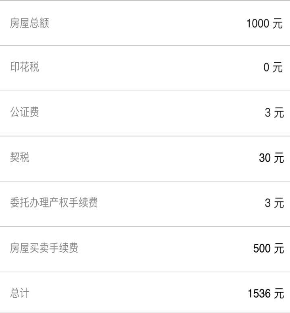 房屋总额 1000 元
印花税 0 元
公证费 3 元
契税 30 元
委托办理产权手续费 3 元
房屋买卖手续费 500 元
总计 1536 元